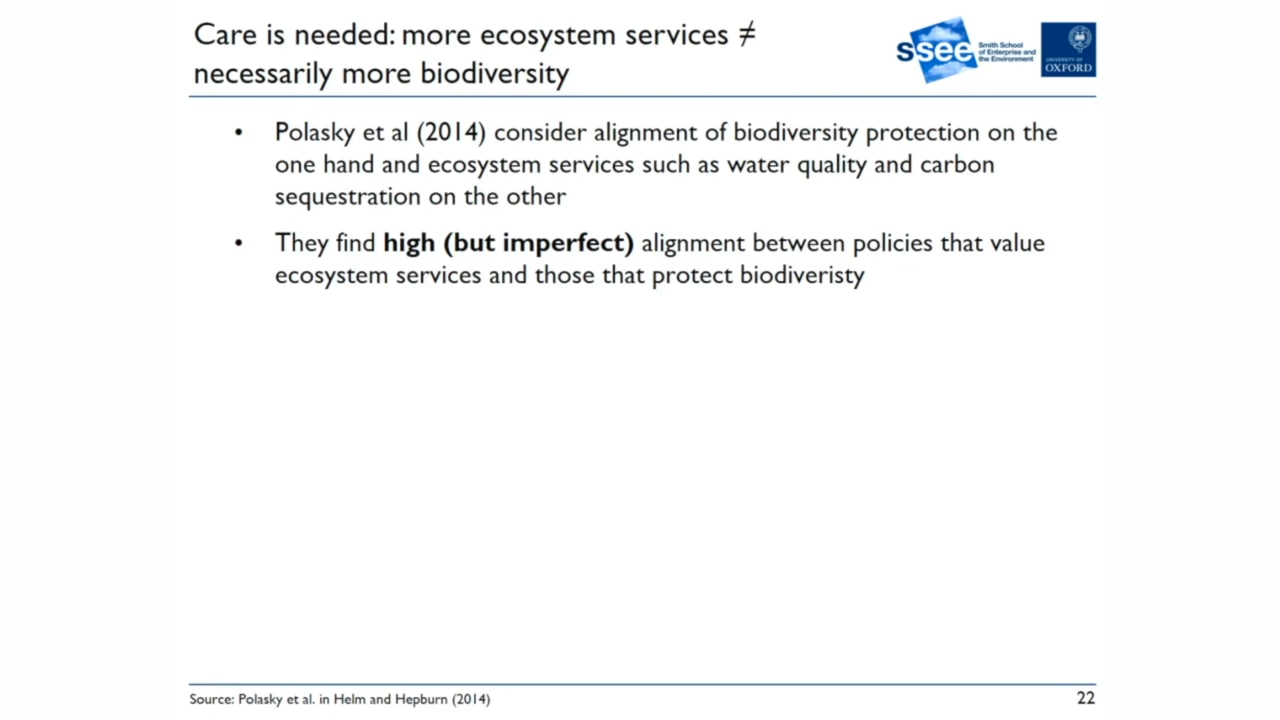 Care is needed: more ecosystem services ≠
necessarily more biodiversity
ssee
Smith School
of Enterprise and
the Environment
UNIVERSITY OF
OXFORD
• Polasky et al (2014) consider alignment of biodiversity protection on the
one hand and ecosystem services such as water quality and carbon
sequestration on the other
• They find high (but imperfect) alignment between policies that value
ecosystem services and those that protect biodiveristy
Source: Polasky et al. in Helm and Hepburn (2014)
22